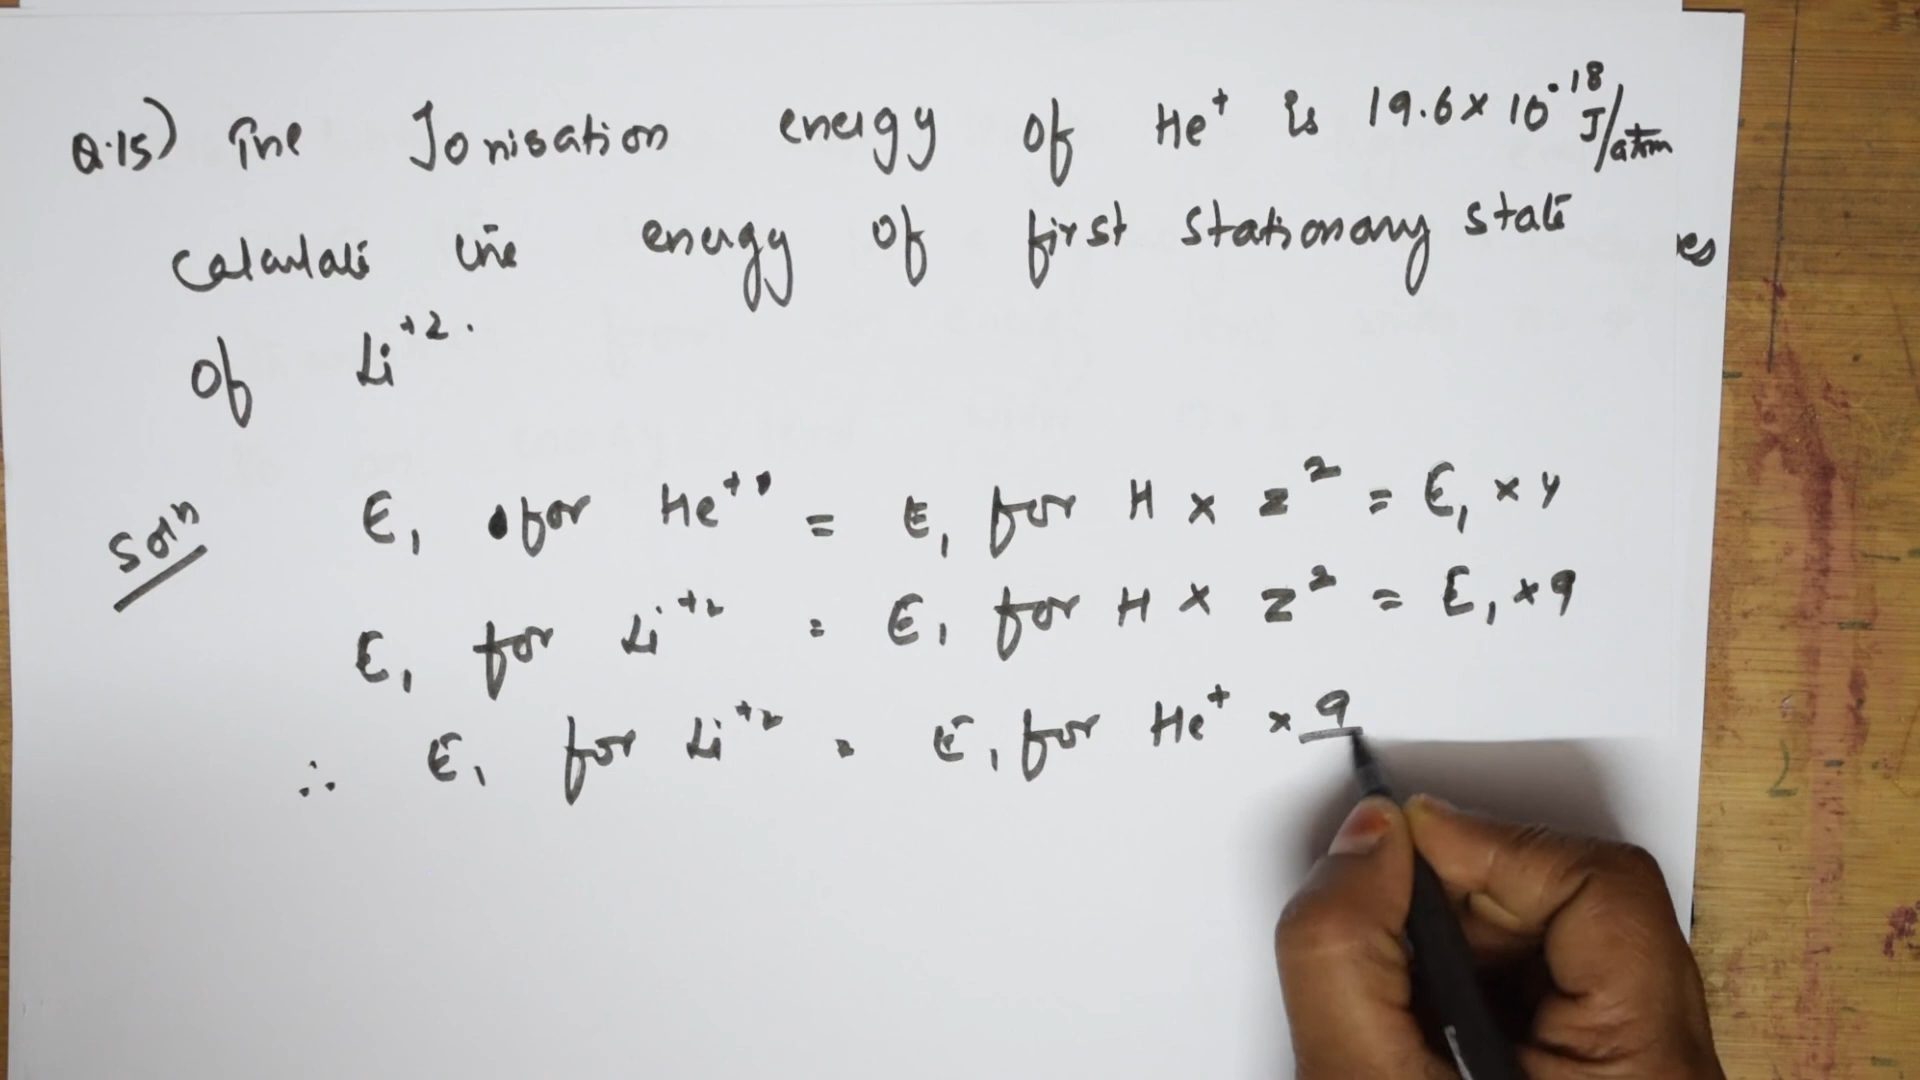 Q.15) The Ionisation energy of He⁺ is 19.6 × 10⁻¹⁸ J/atom
Calculate the energy of first stationary state
of Li⁺².
Solⁿ E₁ for He⁺ = E₁ for H × z² = E₁ × 4
E₁ for Li⁺² = E₁ for H × z² = E₁ × 9
∴ E₁ for Li⁺² = E₁ for He⁺ × 9